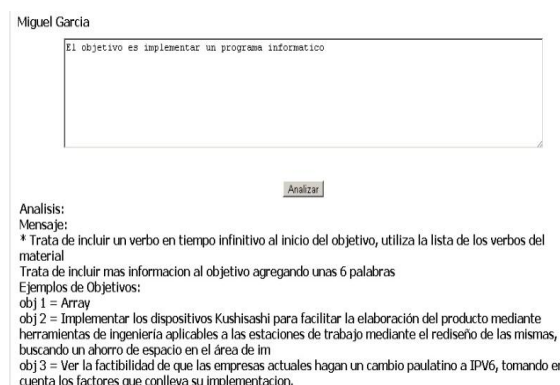 Miguel Garcia
El objetivo es implementar un programa informatico
Analizar
Analisis:
Mensaje:
* Trata de incluir un verbo en tiempo infinitivo al inicio del objetivo, utiliza la lista de los verbos del
material
Trata de incluir mas informacion al objetivo agregando unas 6 palabras
Ejemplos de Objetivos:
obj 1 = Array
obj 2 = Implementar los dispositivos Kushisashi para facilitar la elaboración del producto mediante
herramientas de ingeniería aplicables a las estaciones de trabajo mediante el rediseño de las mismas,
buscando un ahorro de espacio en el área de im
obj 3 = Ver la factibilidad de que las empresas actuales hagan un cambio paulatino a IPV6, tomando en
cuenta los factores que conlleva su implementacion.